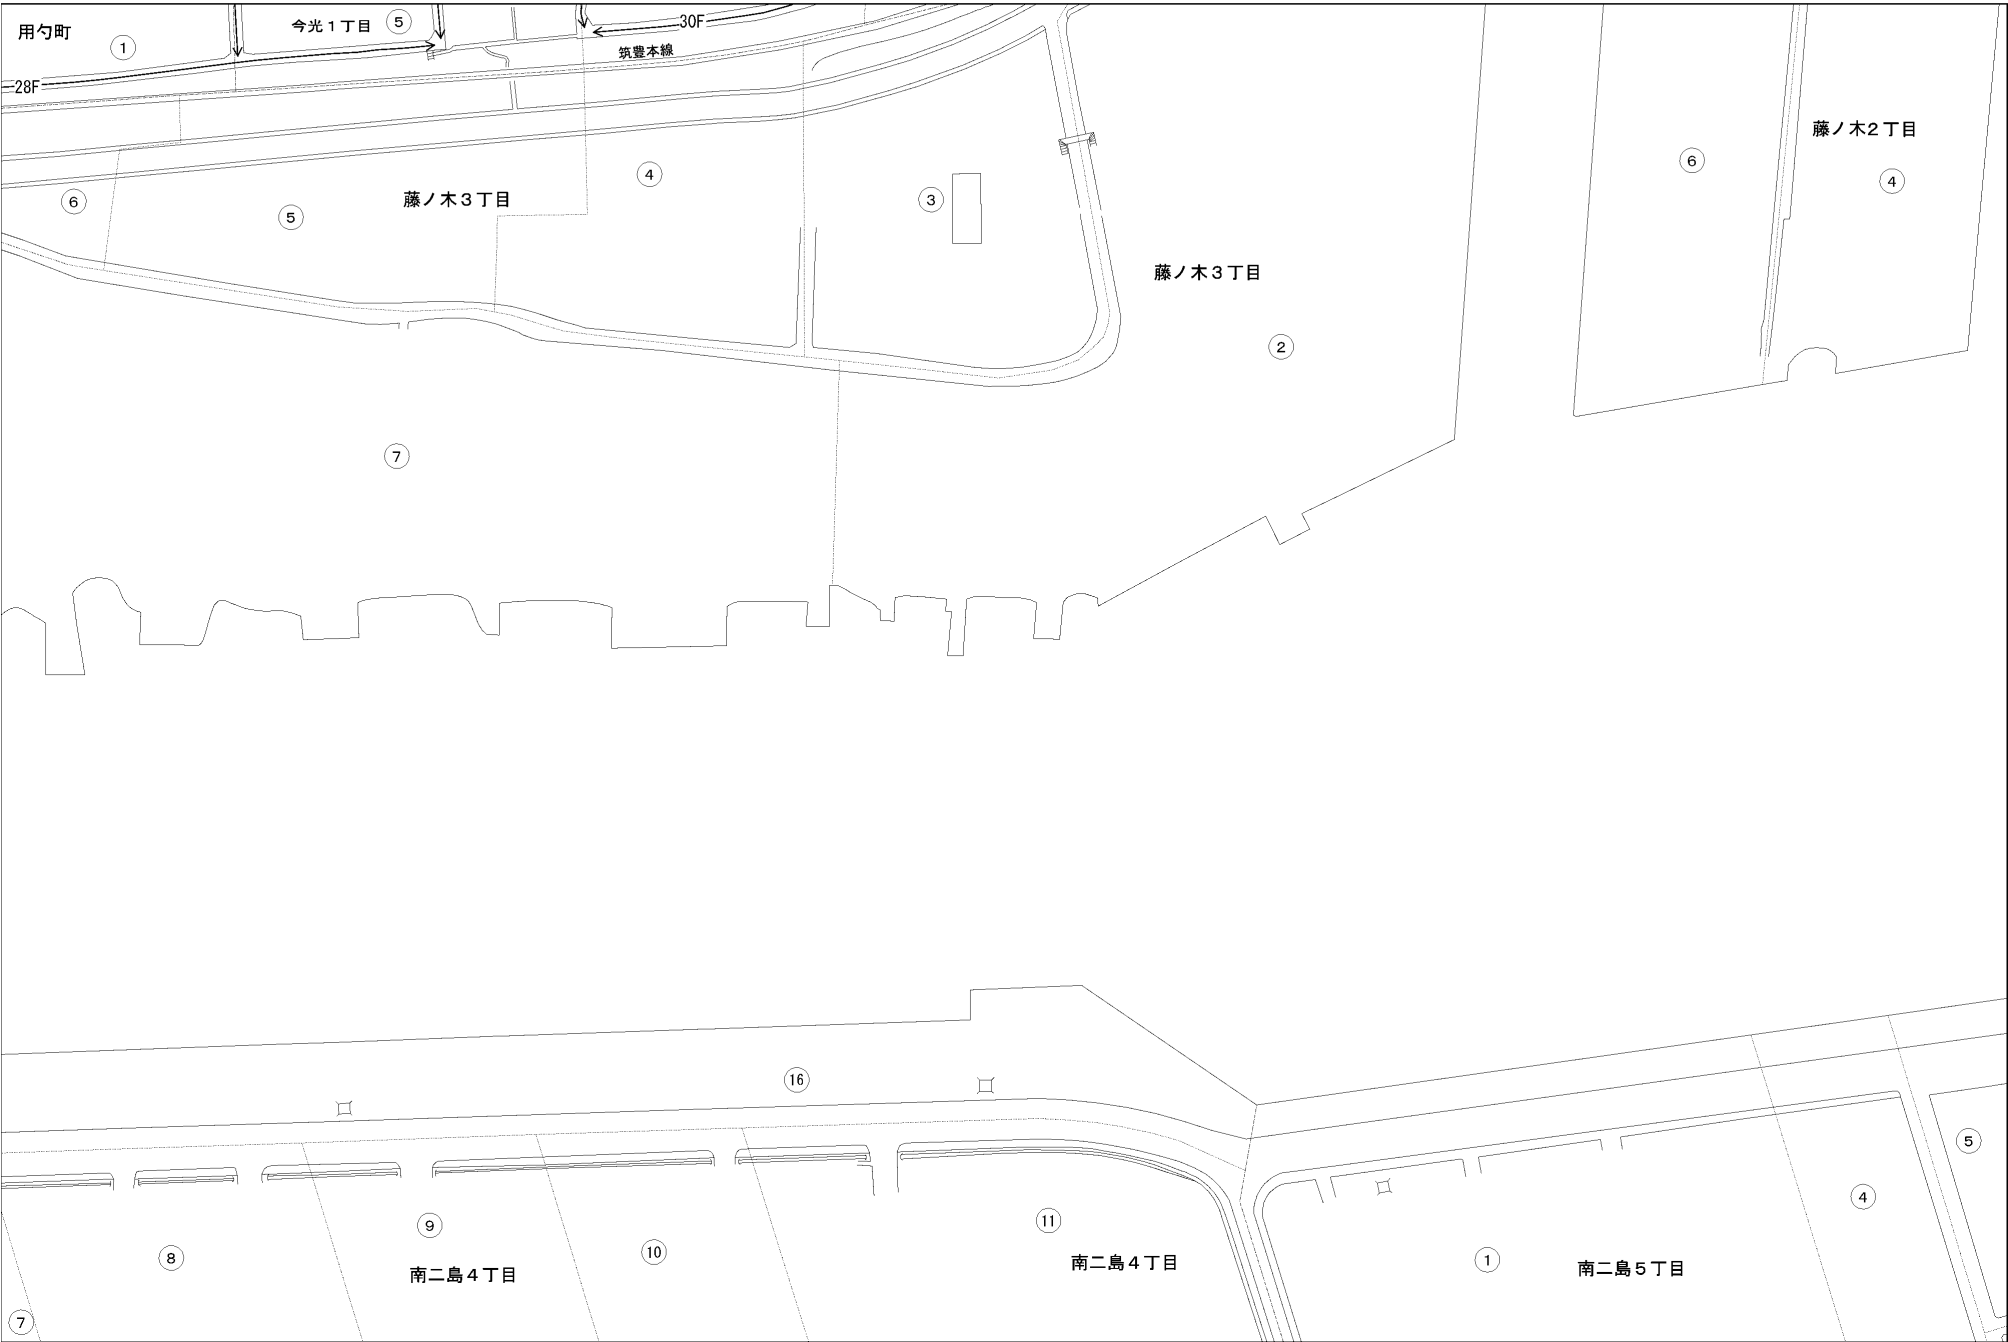 用勺町
①
今光1丁目
⑤
30F
筑豊本線
28F
藤ノ木2丁目
⑥
④
④
⑥
⑤
藤ノ木3丁目
③
藤ノ木3丁目
②
⑦
⑯
⑤
④
⑨
⑪
⑧
⑩
①
南二島4丁目
南二島4丁目
南二島5丁目
⑦